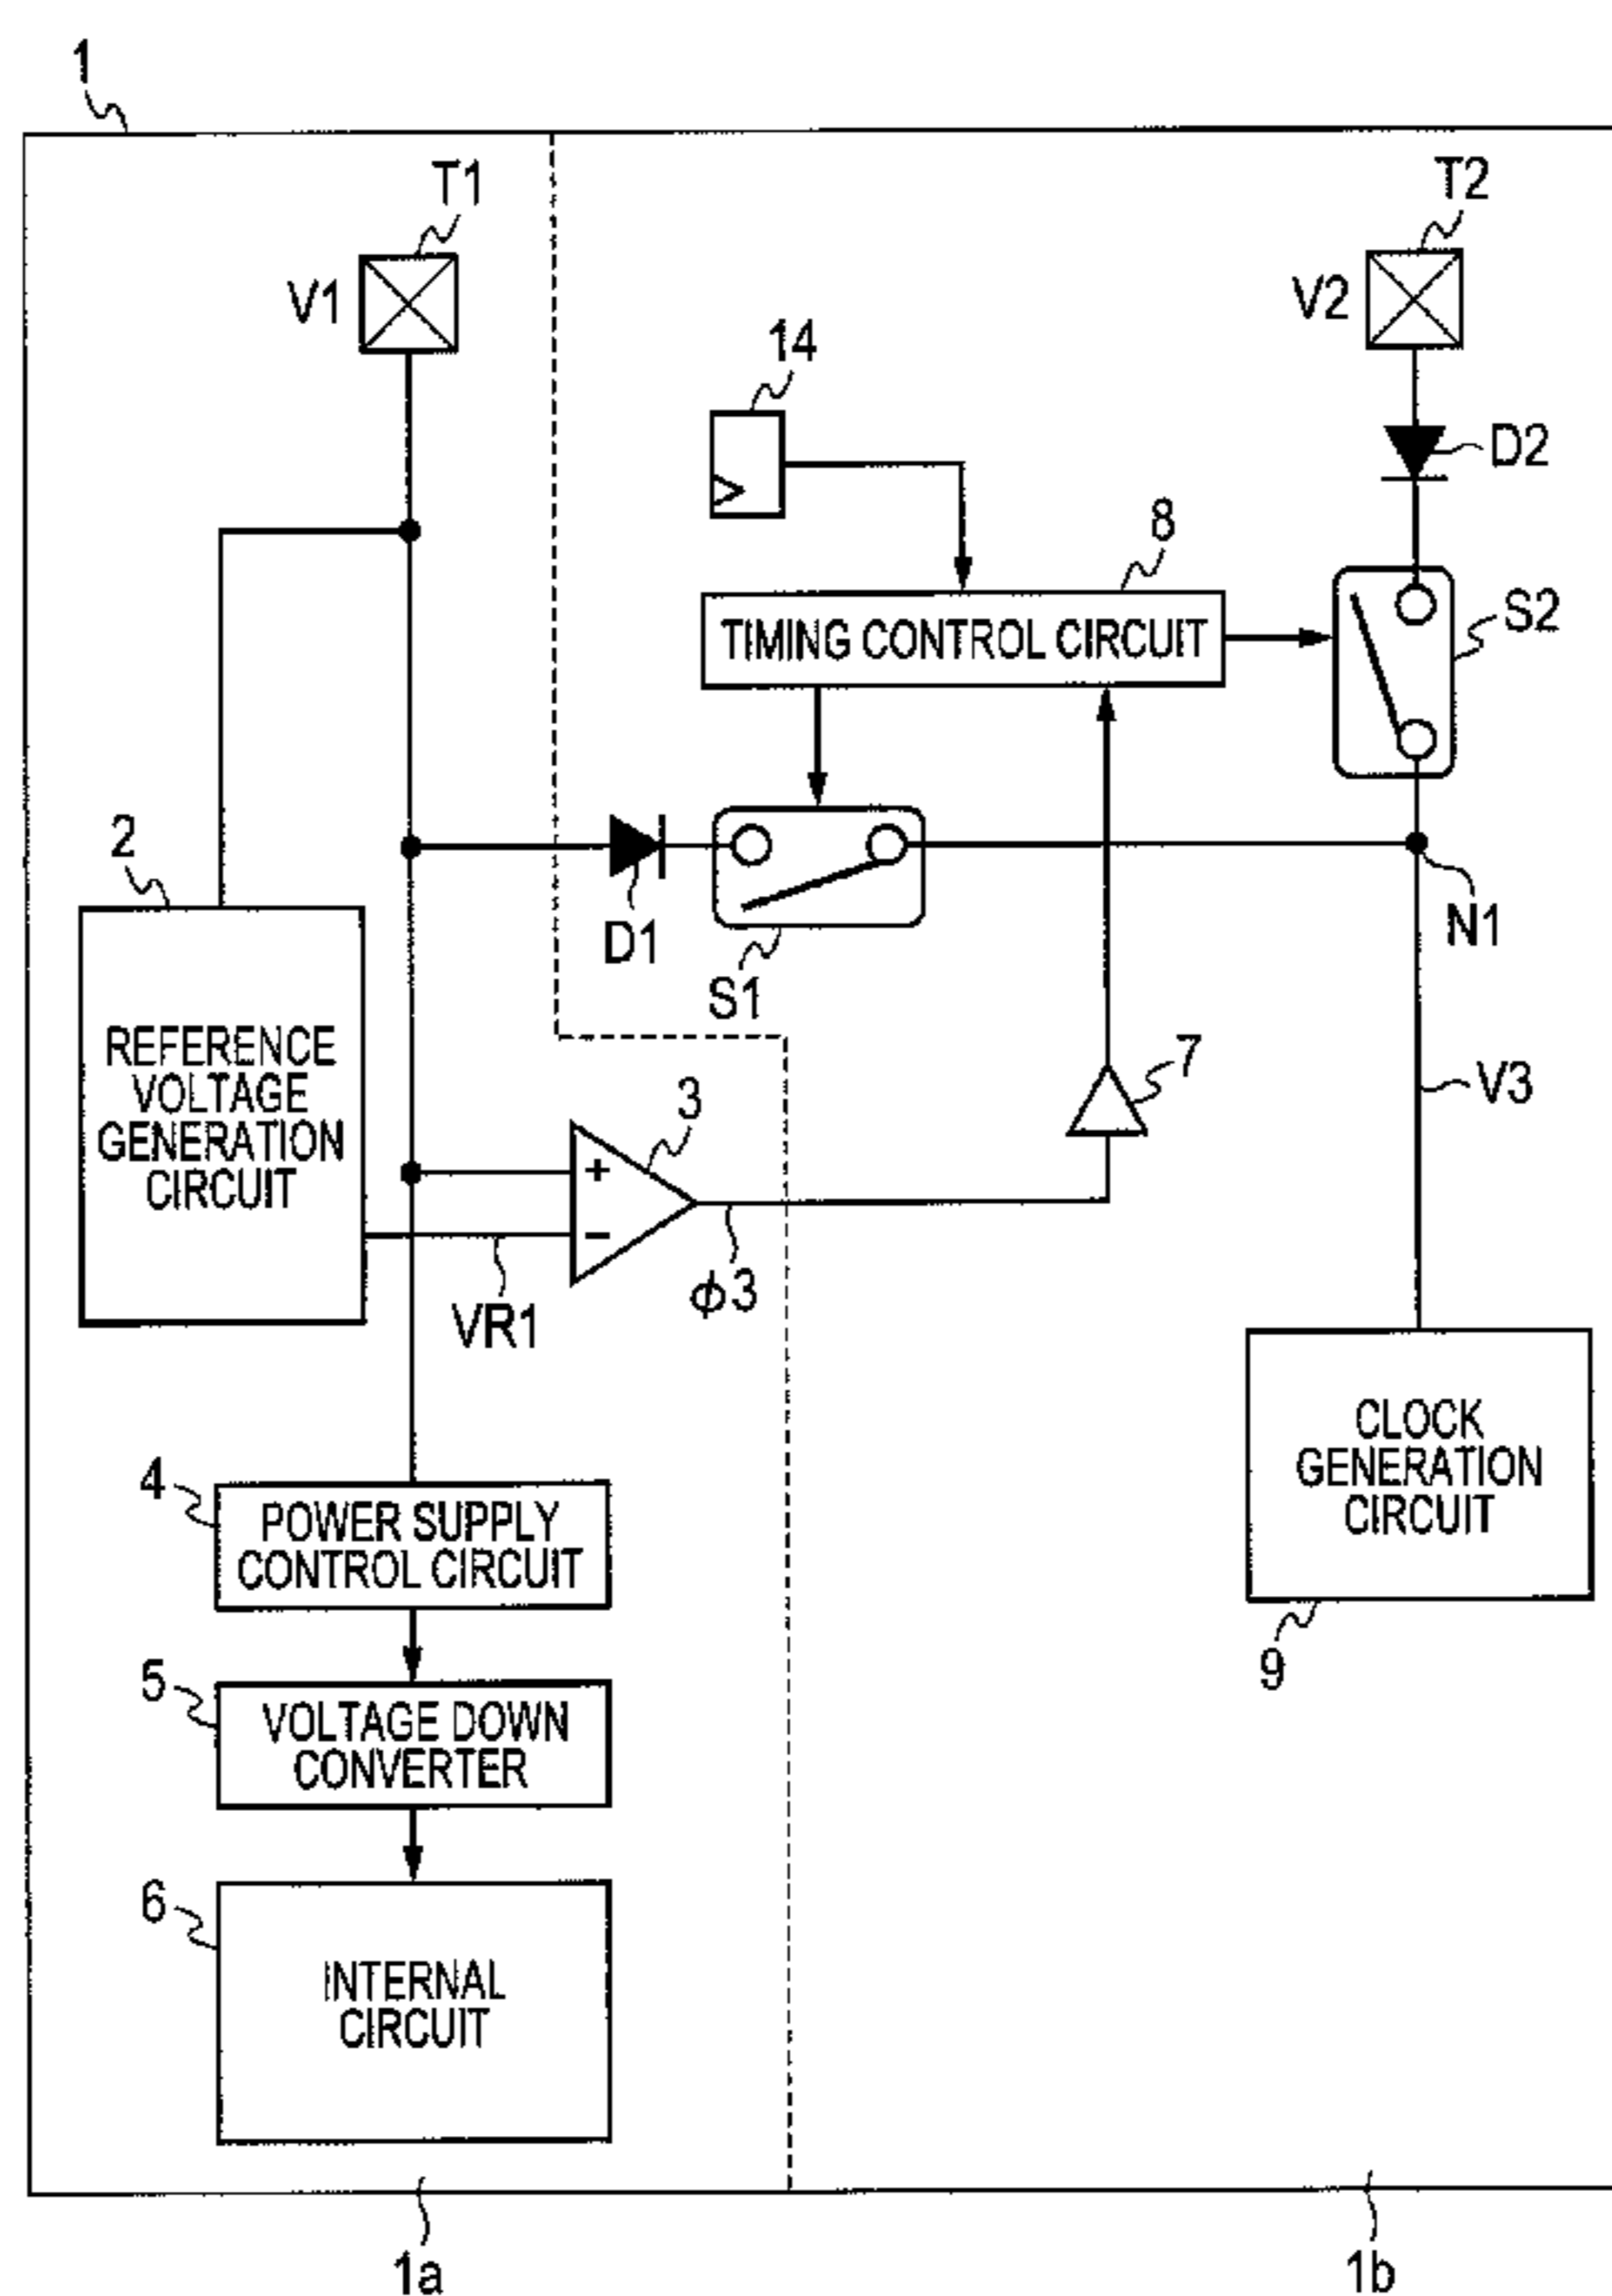 1
T1
T2
V1
V2
14
D2
8
TIMING CONTROL CIRCUIT
S2
2
D1
S1
N1
REFERENCE
VOLTAGE
GENERATION
CIRCUIT
3
7
V3
+
−
VR1
ϕ3
4
POWER SUPPLY
CONTROL CIRCUIT
CLOCK
GENERATION
CIRCUIT
9
5
VOLTAGE DOWN
CONVERTER
6
INTERNAL
CIRCUIT
1a
1b